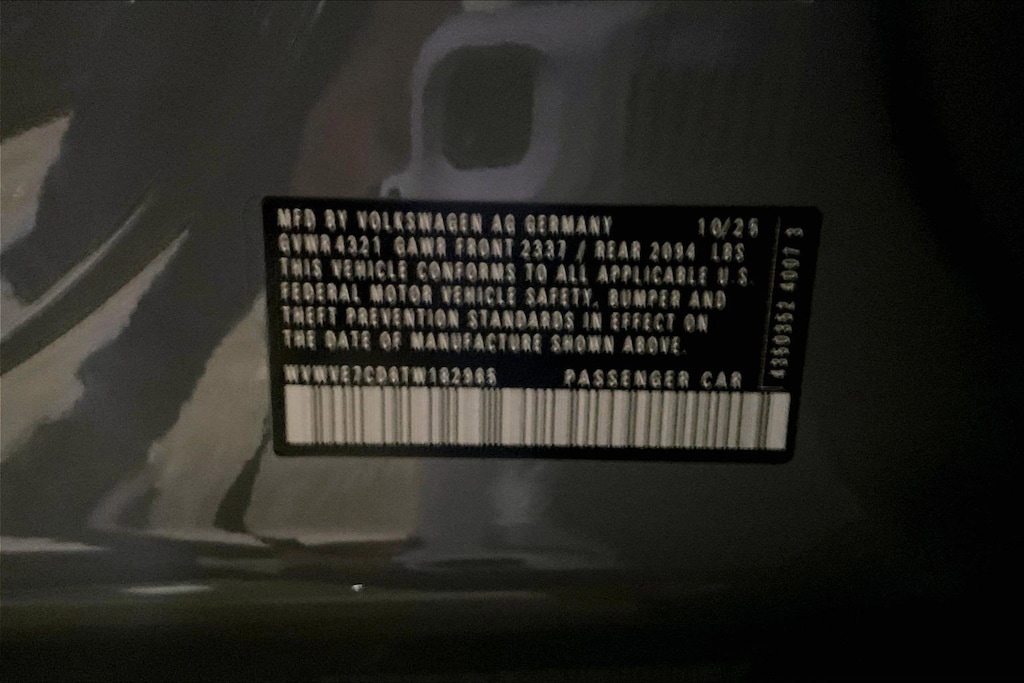 MFD BY VOLKSWAGEN AG GERMANY 10/25
GVWR 4321 GAWR FRONT 2337 / REAR 2094 LBS
THIS VEHICLE CONFORMS TO ALL APPLICABLE U.S.
FEDERAL MOTOR VEHICLE SAFETY, BUMPER AND
THEFT PREVENTION STANDARDS IN EFFECT ON
THE DATE OF MANUFACTURE SHOWN ABOVE.
PASSENGER CAR